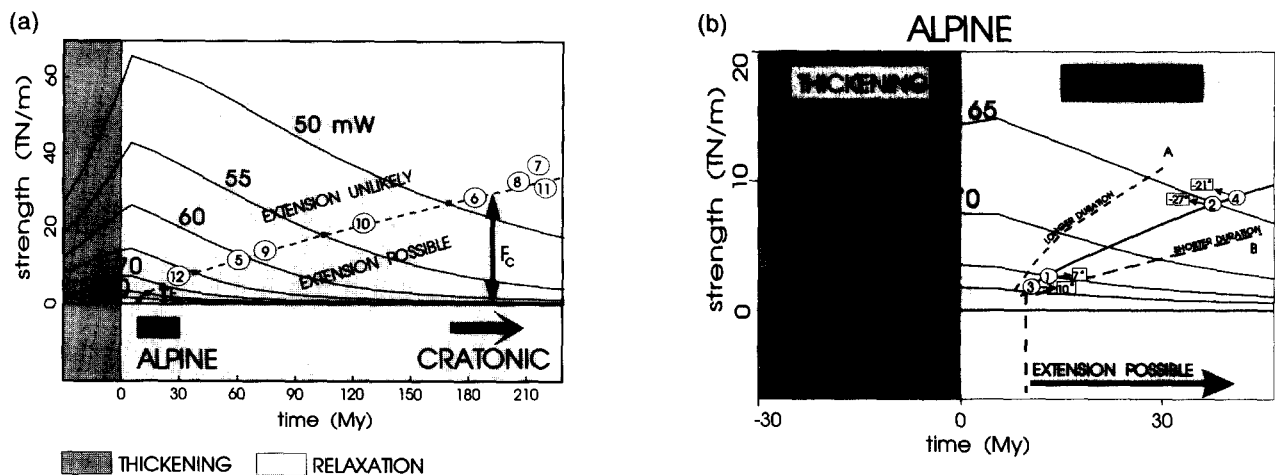 (a)
strength (TN/m)
60
40
20
0
50 mW
55
60
70
EXTENSION UNLIKELY
EXTENSION POSSIBLE
7
8
11
6
10
9
5
12
Fc
ALPINE
CRATONIC
0 30 60 90 120 150 180 210
time (My)
THICKENING
RELAXATION
(b)
ALPINE
strength (TN/m)
20
10
0
THICKENING
65
70
A
LONGER DURATION
-21°
-27°
2
4
SHORTER DURATION
B
1
7°
3
10
EXTENSION POSSIBLE
-30 0 30
time (My)